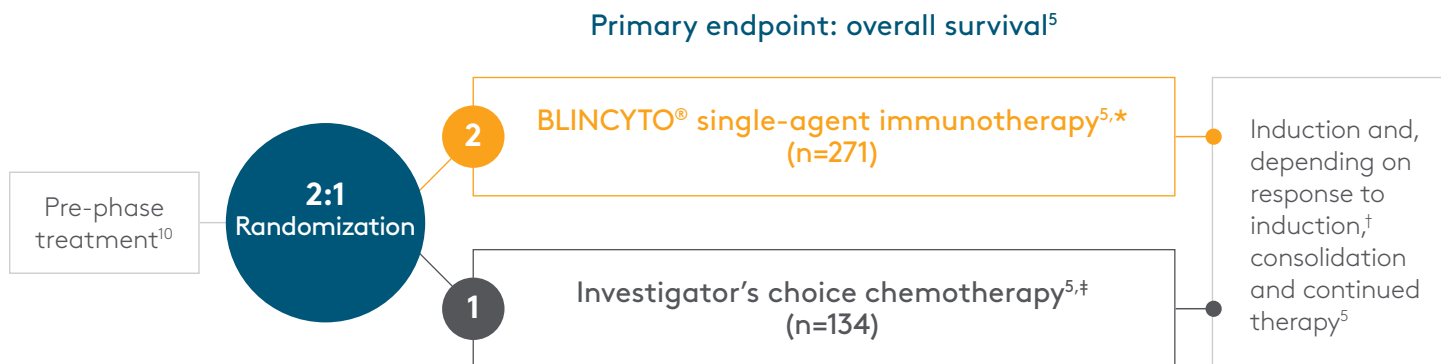 Primary endpoint: overall survival⁵
Pre-phase
treatment¹⁰
2:1
Randomization
2
BLINCYTO® single-agent immunotherapy⁵,*
(n=271)
1
Investigator’s choice chemotherapy⁵,‡
(n=134)
Induction and,
depending on
response to
induction,†
consolidation
and continued
therapy⁵